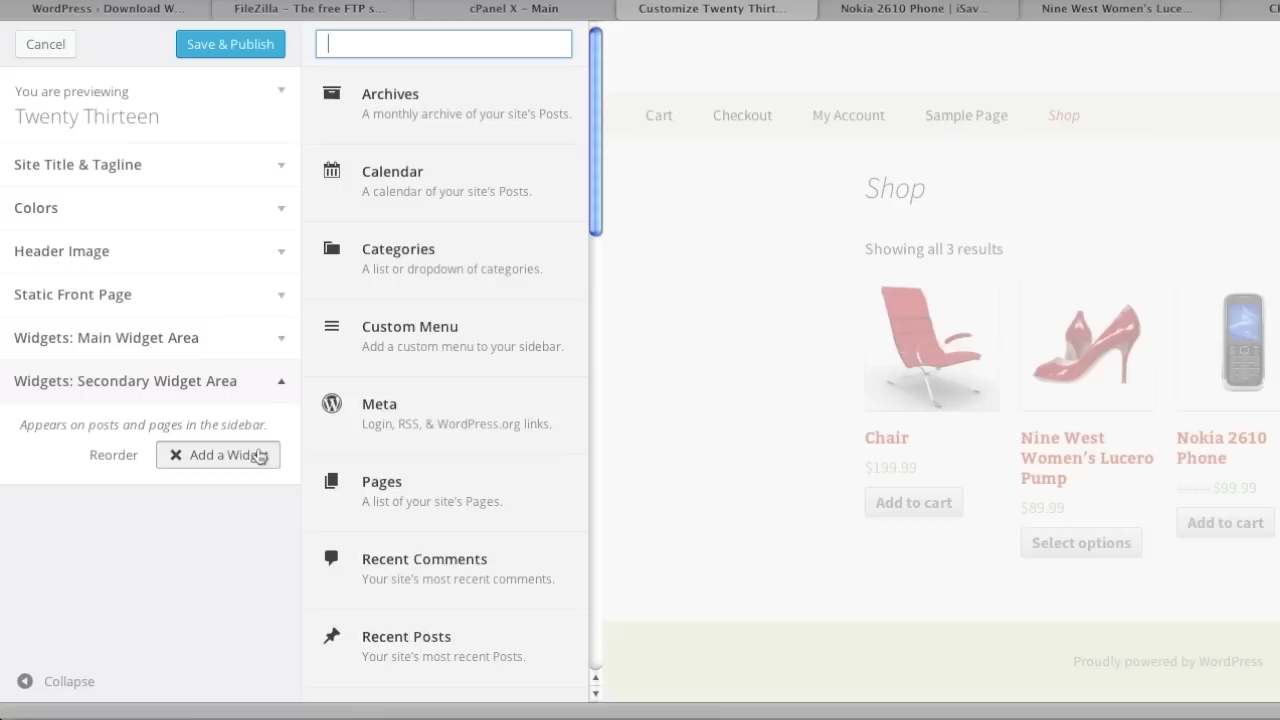 WordPress › Download W...
FileZilla – The free FTP s...
cPanel X – Main
Customize Twenty Thirt...
Nokia 2610 Phone | iSav...
Nine West Women's Luce...
Cancel
Save & Publish
You are previewing
Twenty Thirteen
Site Title & Tagline
Colors
Header Image
Static Front Page
Widgets: Main Widget Area
Widgets: Secondary Widget Area
Appears on posts and pages in the sidebar.
Reorder
Add a Widget
Collapse
Archives
A monthly archive of your site's Posts.
Calendar
A calendar of your site's Posts.
Categories
A list or dropdown of categories.
Custom Menu
Add a custom menu to your sidebar.
Meta
Login, RSS, & WordPress.org links.
Pages
A list of your site's Pages.
Recent Comments
Your site's most recent comments.
Recent Posts
Your site's most recent Posts.
Cart
Checkout
My Account
Sample Page
Shop
Shop
Showing all 3 results
Chair
$199.99
Add to cart
Nine West
Women's Lucero
Pump
$89.99
Select options
Nokia 2610
Phone
$99.99
Add to cart
Proudly powered by WordPress